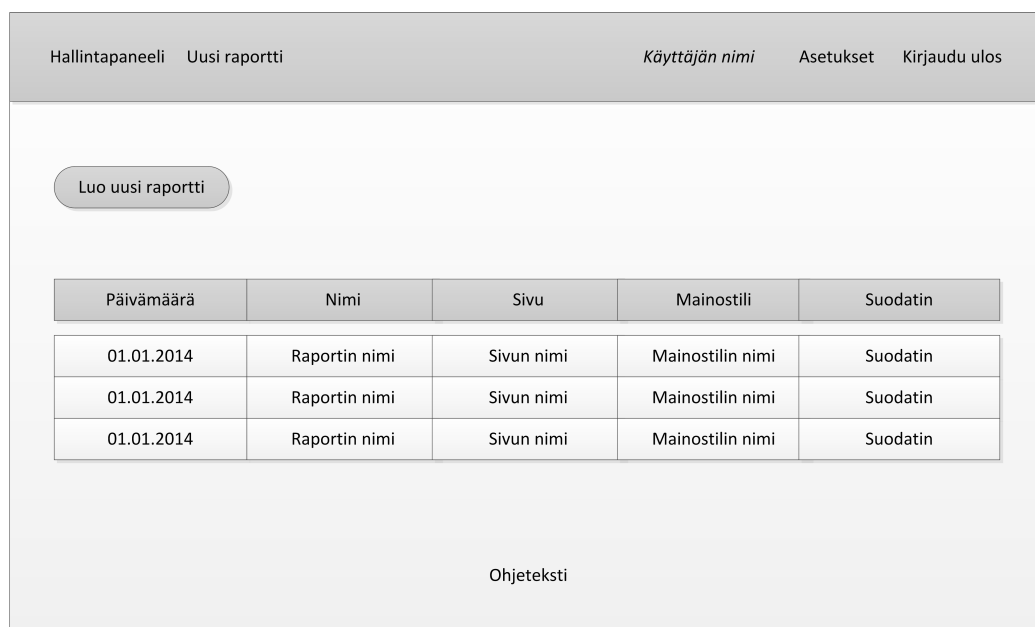 Hallintapaneeli Uusi raportti Käyttäjän nimi Asetukset Kirjaudu ulos
Luo uusi raportti
Päivämäärä Nimi Sivu Mainostili Suodatin
01.01.2014 Raportin nimi Sivun nimi Mainostilin nimi Suodatin
01.01.2014 Raportin nimi Sivun nimi Mainostilin nimi Suodatin
01.01.2014 Raportin nimi Sivun nimi Mainostilin nimi Suodatin
Ohjeteksti